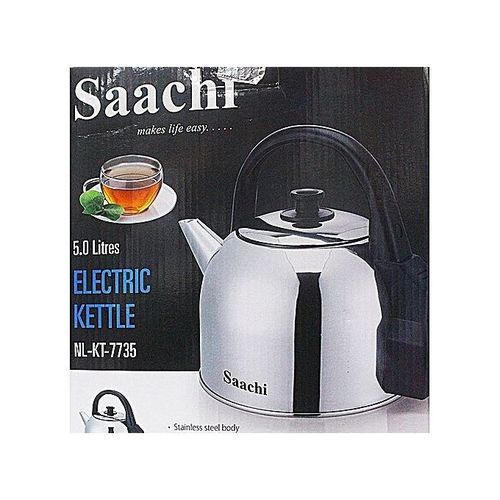 Saachi
makes life easy. . . . .
5.0 Litres
ELECTRIC
KETTLE
NL-KT-7735
Saachi
• Stainless steel body